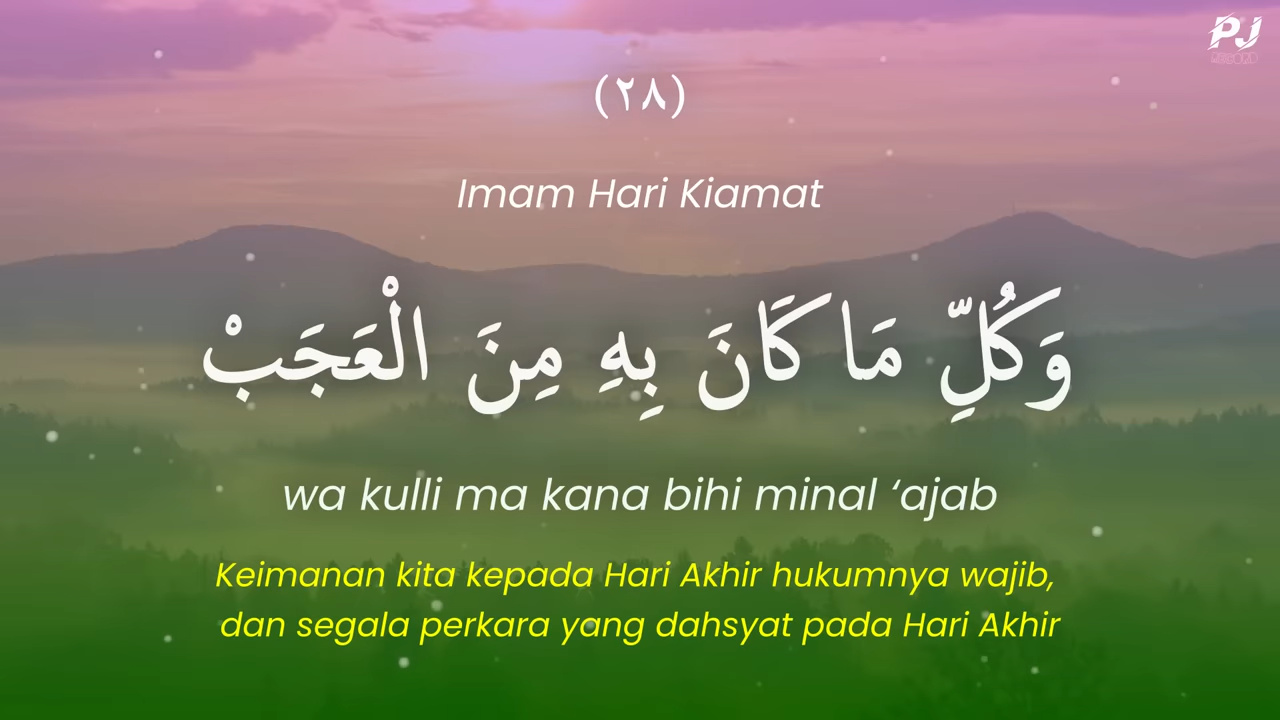 PJ
(٢٨)
Imam Hari Kiamat
وَكُلِّ مَا كَانَ بِهِ مِنَ الْعَجَبْ
wa kulli ma kana bihi minal ‘ajab
Keimanan kita kepada Hari Akhir hukumnya wajib,
dan segala perkara yang dahsyat pada Hari Akhir